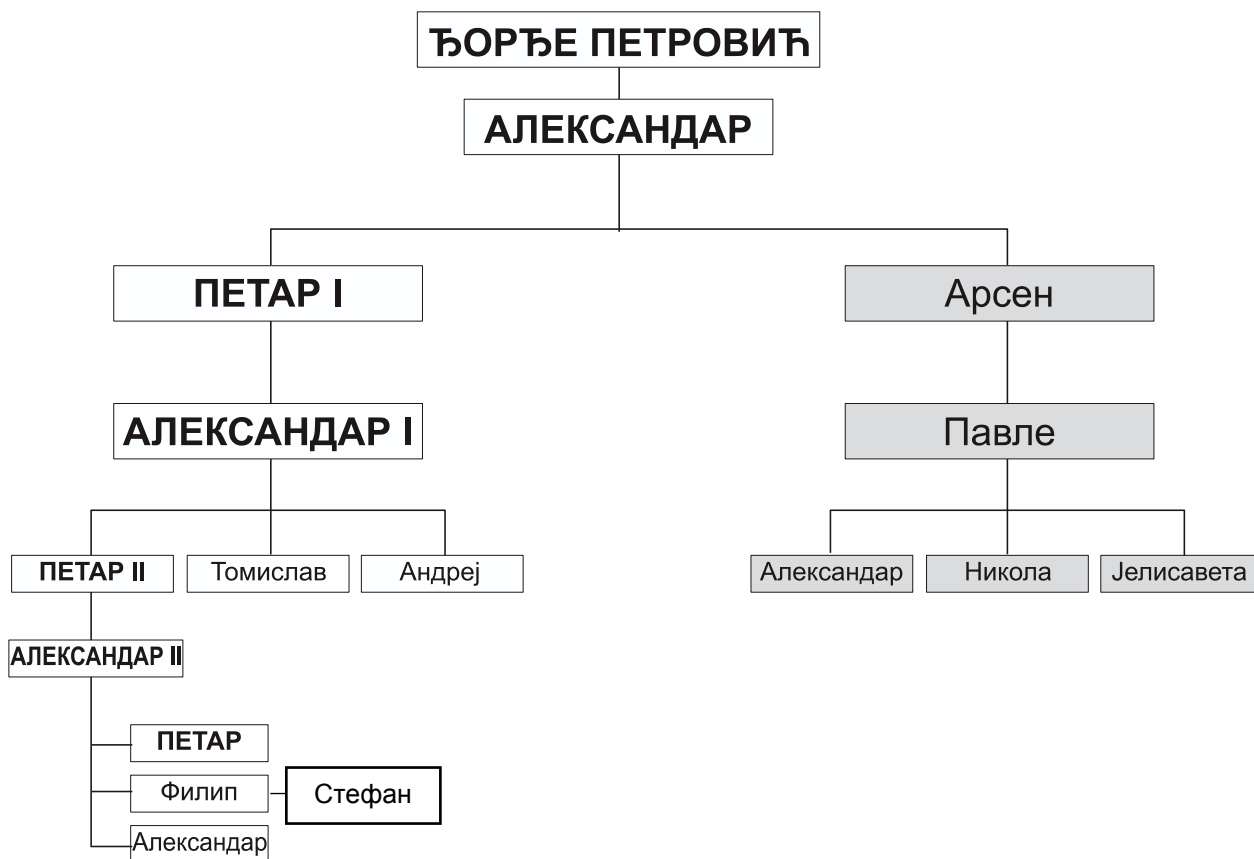 ЂОРЂЕ ПЕТРОВИЋ
АЛЕКСАНДАР
ПЕТАР I
Арсен
АЛЕКСАНДАР I
Павле
ПЕТАР II
Томислав
Андреј
Александар
Никола
Јелисавета
АЛЕКСАНДАР II
ПЕТАР
Филип
Стефан
Александар